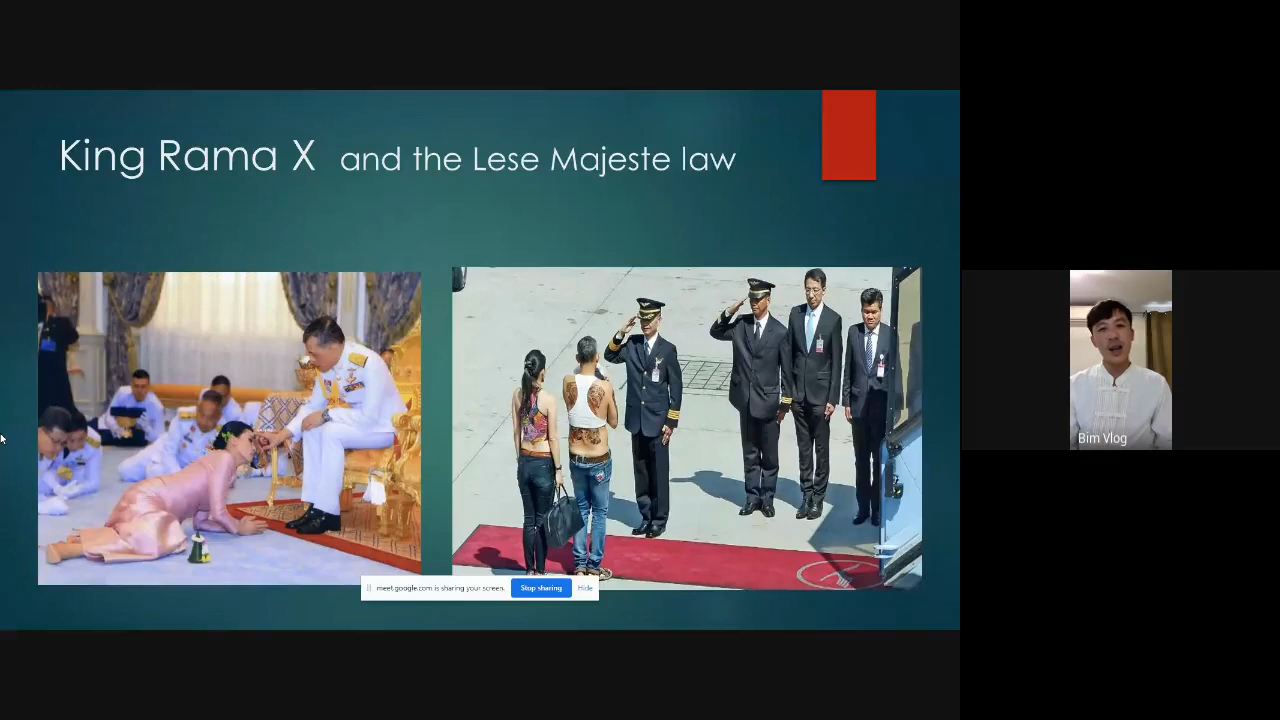 King Rama X and the Lese Majeste law
meet.google.com is sharing your screen.
Stop sharing
Hide
Bim Vlog